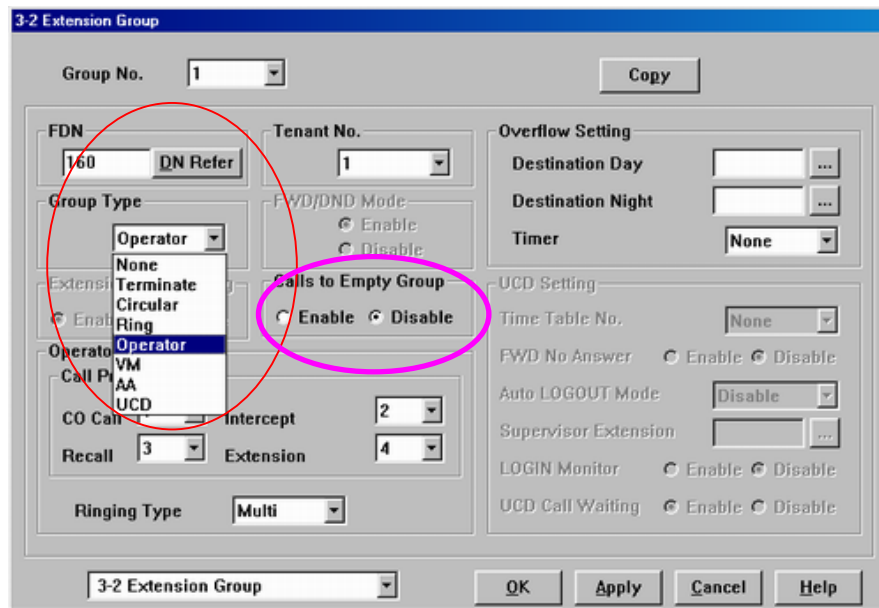 3-2 Extension Group
Group No. 1 Copy
FDN
160 DN Refer
Tenant No.
1
Overflow Setting
Destination Day ...
Destination Night ...
Timer None
Group Type
Operator
None
Terminate
Circular
Ring
Operator
VM
AA
UCD
FWD/DND Mode
Enable
Disable
Calls to Empty Group
Enable Disable
UCD Setting
Time Table No. None
FWD No Answer Enable Disable
Auto LOGOUT Mode Disable
Supervisor Extension ...
LOGIN Monitor Enable Disable
UCD Call Waiting Enable Disable
CO Call Intercept 2
Recall 3 Extension 4
Ringing Type Multi
3-2 Extension Group
OK Apply Cancel Help